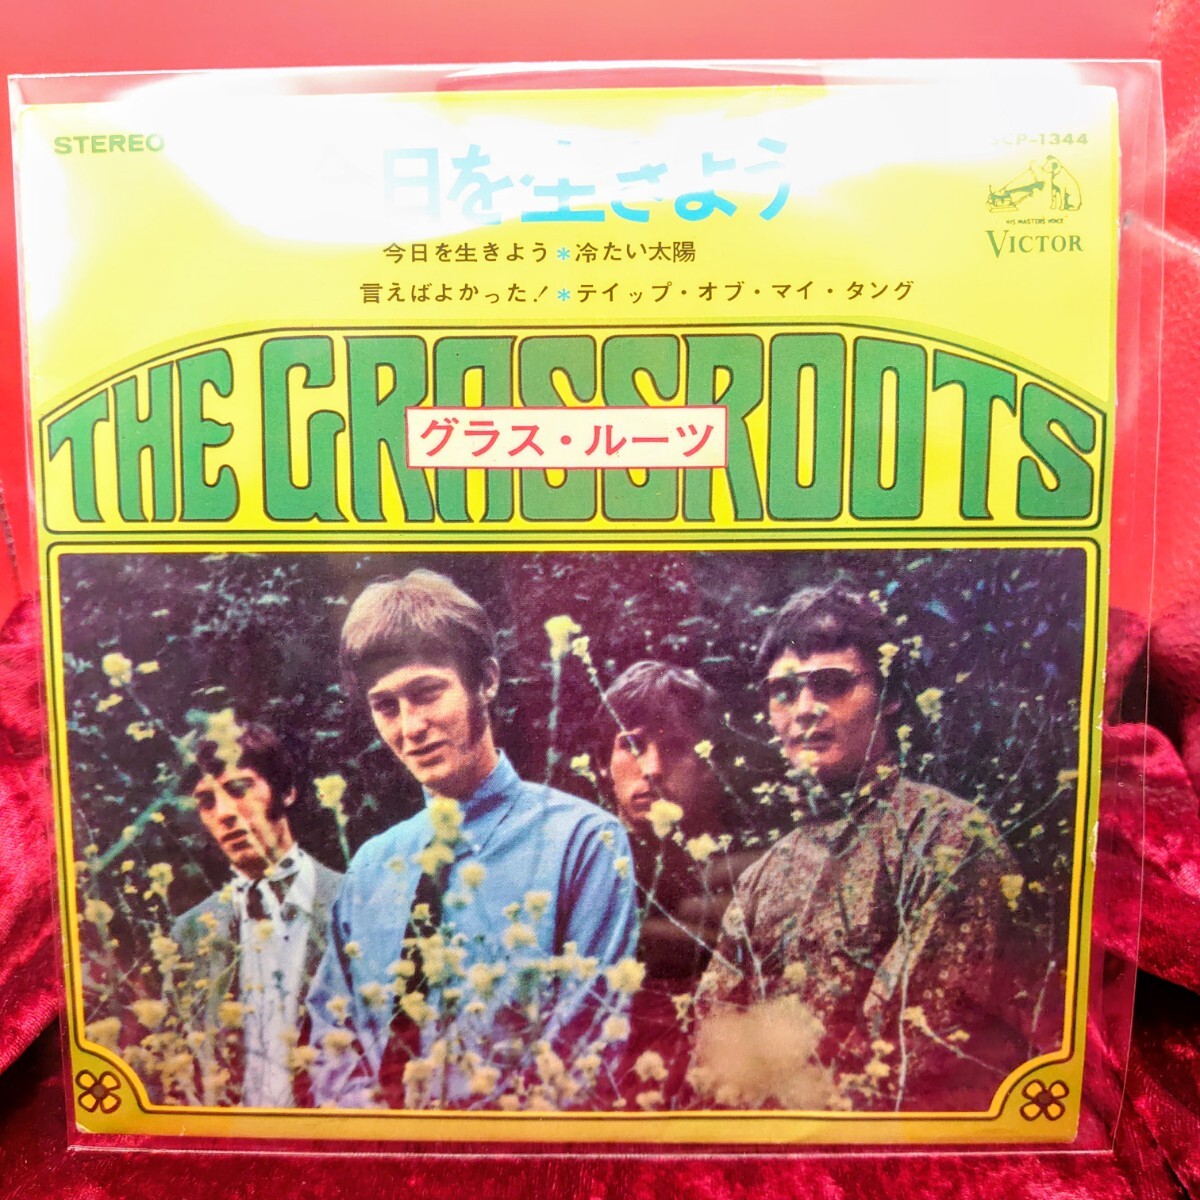 STEREO
CP-1344
今日を生きよう
HIS MASTER'S VOICE
VICTOR
今日を生きよう*冷たい太陽
言えばよかった!*テイップ・オブ・マイ・タング
THE GRASSROOTS
グラス・ルーツ